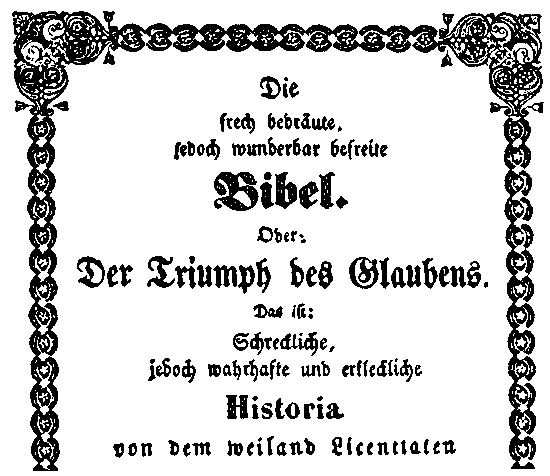 Die
frech bedräute,
jedoch wunderbar befreite
Bibel.
Oder:
Der Triumph des Glaubens.
Das ist:
Schreckliche,
jedoch wahrhafte und erkleckliche
Historia
von dem weiland Licentiaten